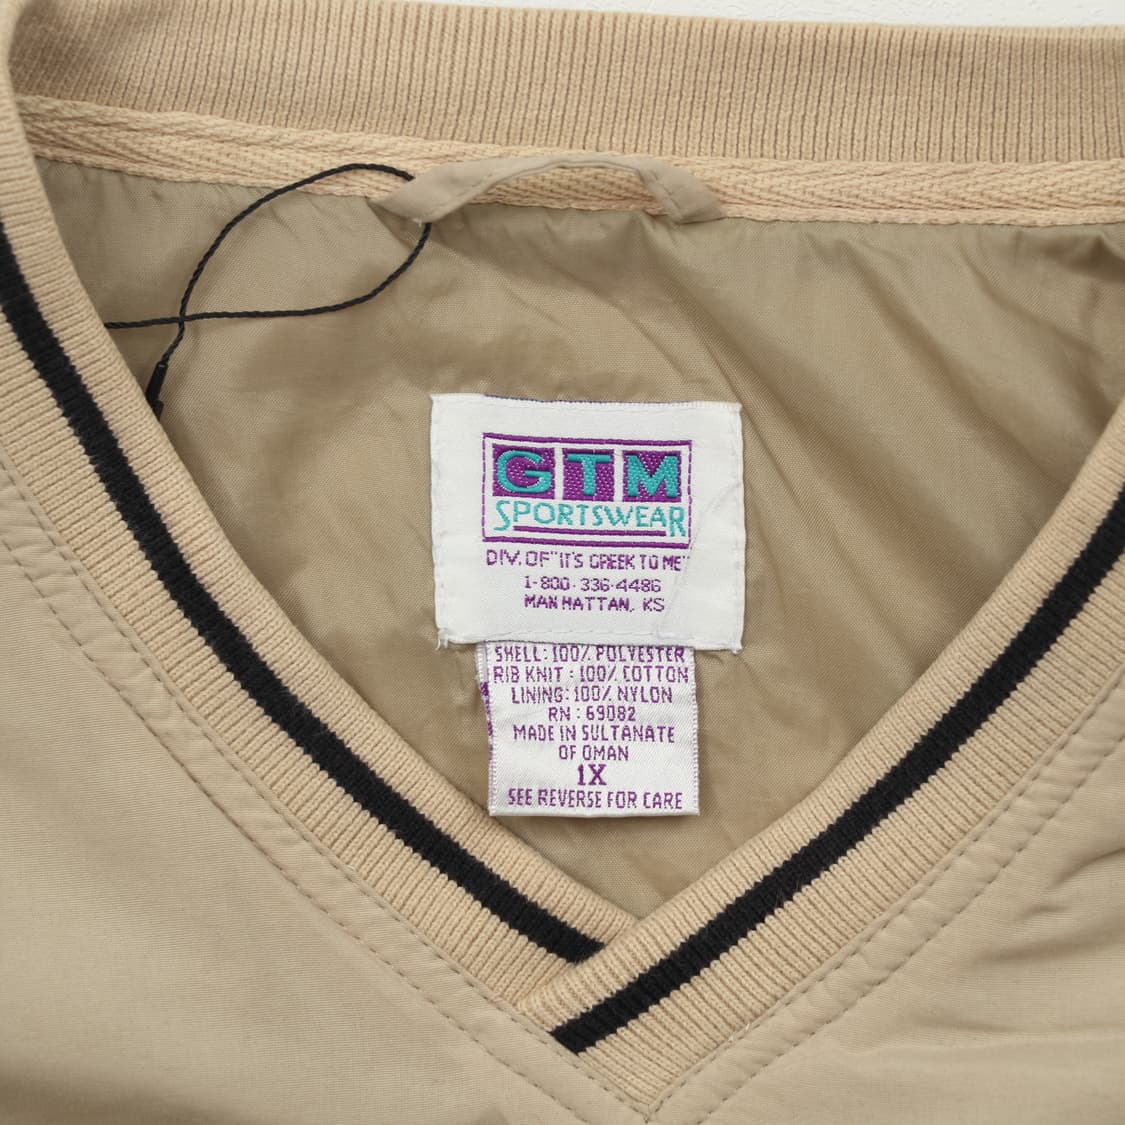 GTM
SPORTSWEAR
DIV. OF "IT'S GREEK TO ME"
1-800-336-4486
MANHATTAN, KS
SHELL: 100% POLYESTER
RIB KNIT: 100% COTTON
LINING: 100% NYLON
RN: 69082
MADE IN SULTANATE
OF OMAN
1X
SEE REVERSE FOR CARE